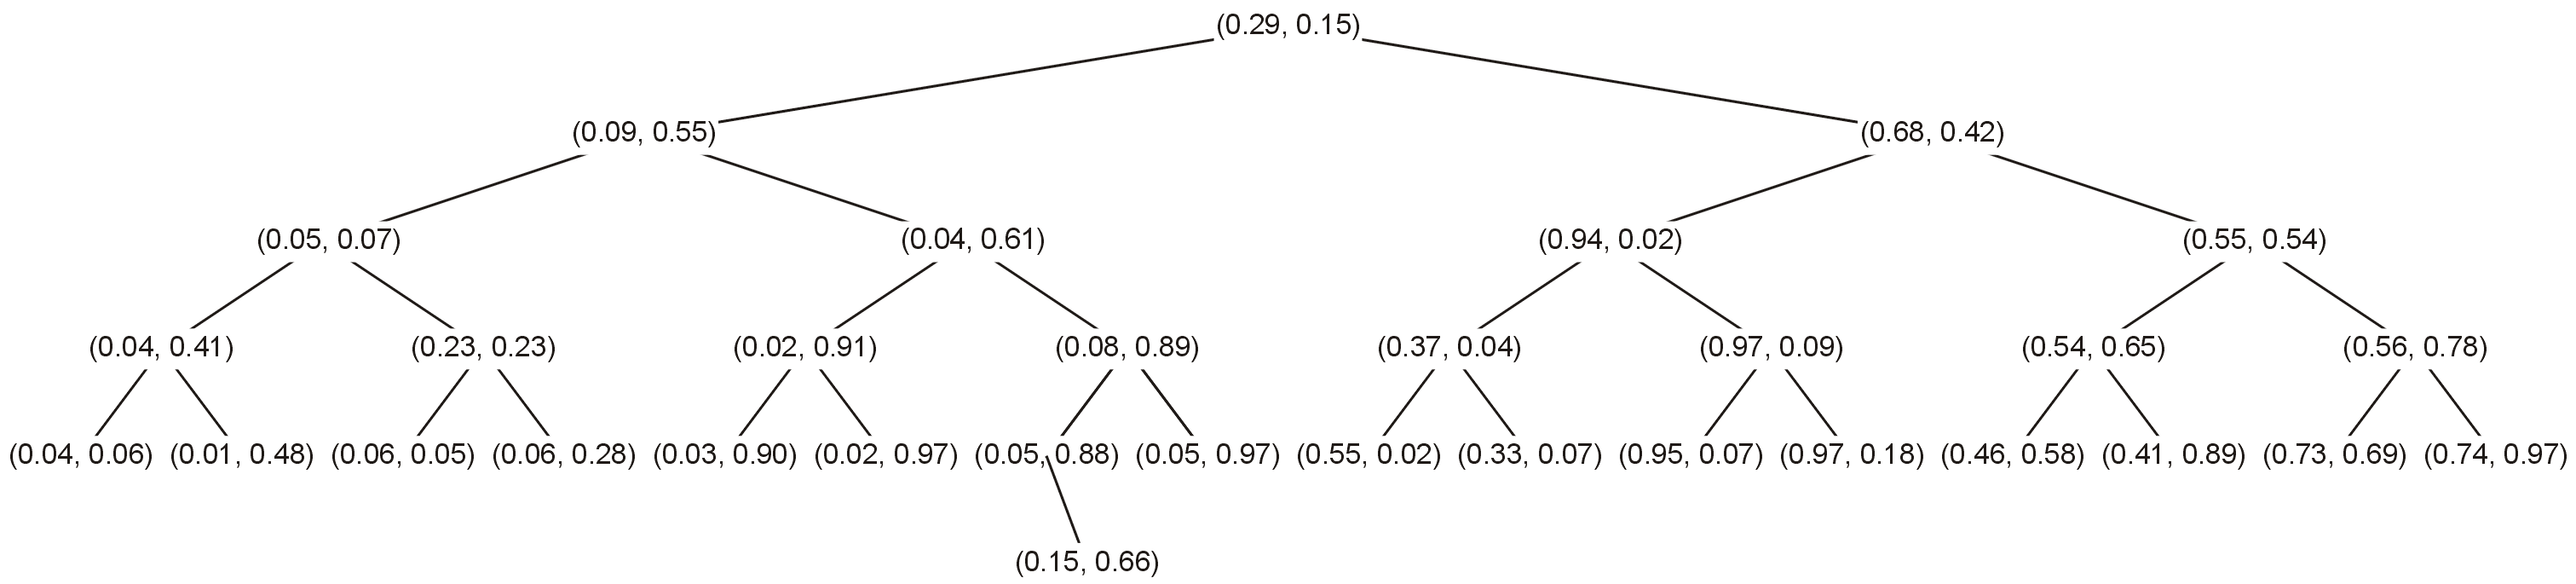 (0.29, 0.15)
(0.09, 0.55) (0.68, 0.42)
(0.05, 0.07) (0.04, 0.61) (0.94, 0.02) (0.55, 0.54)
(0.04, 0.41) (0.23, 0.23) (0.02, 0.91) (0.08, 0.89) (0.37, 0.04) (0.97, 0.09) (0.54, 0.65) (0.56, 0.78)
(0.04, 0.06) (0.01, 0.48) (0.06, 0.05) (0.06, 0.28) (0.03, 0.90) (0.02, 0.97) (0.05, 0.88) (0.05, 0.97) (0.55, 0.02) (0.33, 0.07) (0.95, 0.07) (0.97, 0.18) (0.46, 0.58) (0.41, 0.89) (0.73, 0.69) (0.74, 0.97)
(0.15, 0.66)